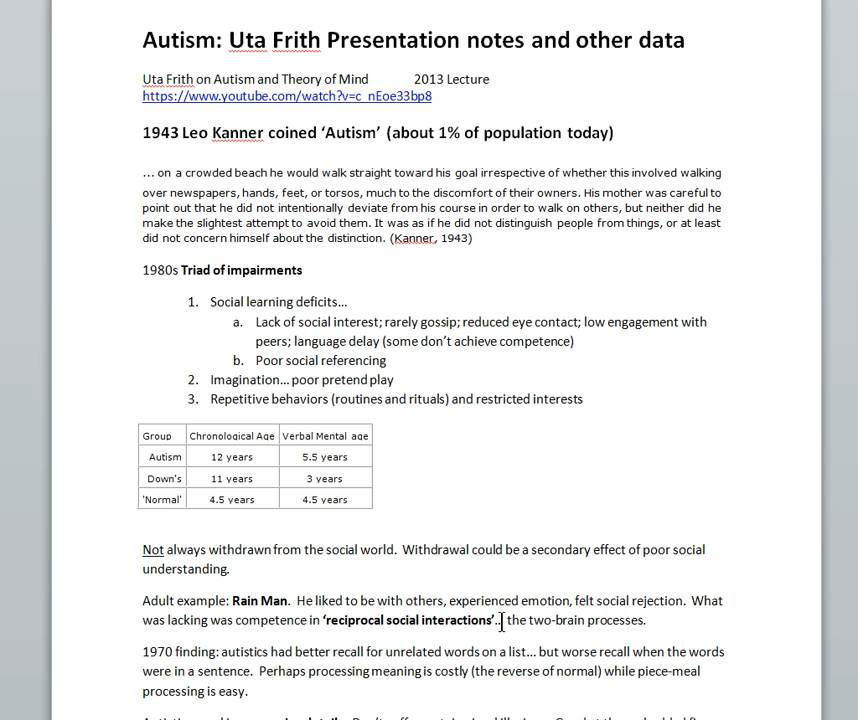 Autism: Uta Frith Presentation notes and other data
Uta Frith on Autism and Theory of Mind 2013 Lecture
https://www.youtube.com/watch?v=c_nEoe33bp8
1943 Leo Kanner coined ‘Autism’ (about 1% of population today)
... on a crowded beach he would walk straight toward his goal irrespective of whether this involved walking
over newspapers, hands, feet, or torsos, much to the discomfort of their owners. His mother was careful to
point out that he did not intentionally deviate from his course in order to walk on others, but neither did he
make the slightest attempt to avoid them. It was as if he did not distinguish people from things, or at least
did not concern himself about the distinction. (Kanner, 1943)
1980s Triad of impairments
1. Social learning deficits...
a. Lack of social interest; rarely gossip; reduced eye contact; low engagement with
peers; language delay (some don’t achieve competence)
b. Poor social referencing
2. Imagination... poor pretend play
3. Repetitive behaviors (routines and rituals) and restricted interests
Group Chronological Age Verbal Mental age
Autism 12 years 5.5 years
Down's 11 years 3 years
'Normal' 4.5 years 4.5 years
Not always withdrawn from the social world. Withdrawal could be a secondary effect of poor social
understanding.
Adult example: Rain Man. He liked to be with others, experienced emotion, felt social rejection. What
was lacking was competence in ‘reciprocal social interactions’... the two-brain processes.
1970 finding: autistics had better recall for unrelated words on a list... but worse recall when the words
were in a sentence. Perhaps processing meaning is costly (the reverse of normal) while piece-meal
processing is easy.